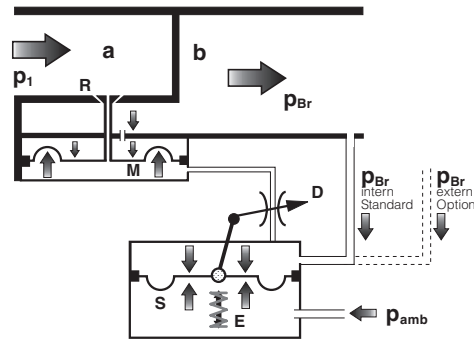 a
b
p1
R
pBr
M
D
pBr
intern
Standard
pBr
extern
Option
S
E
pamb